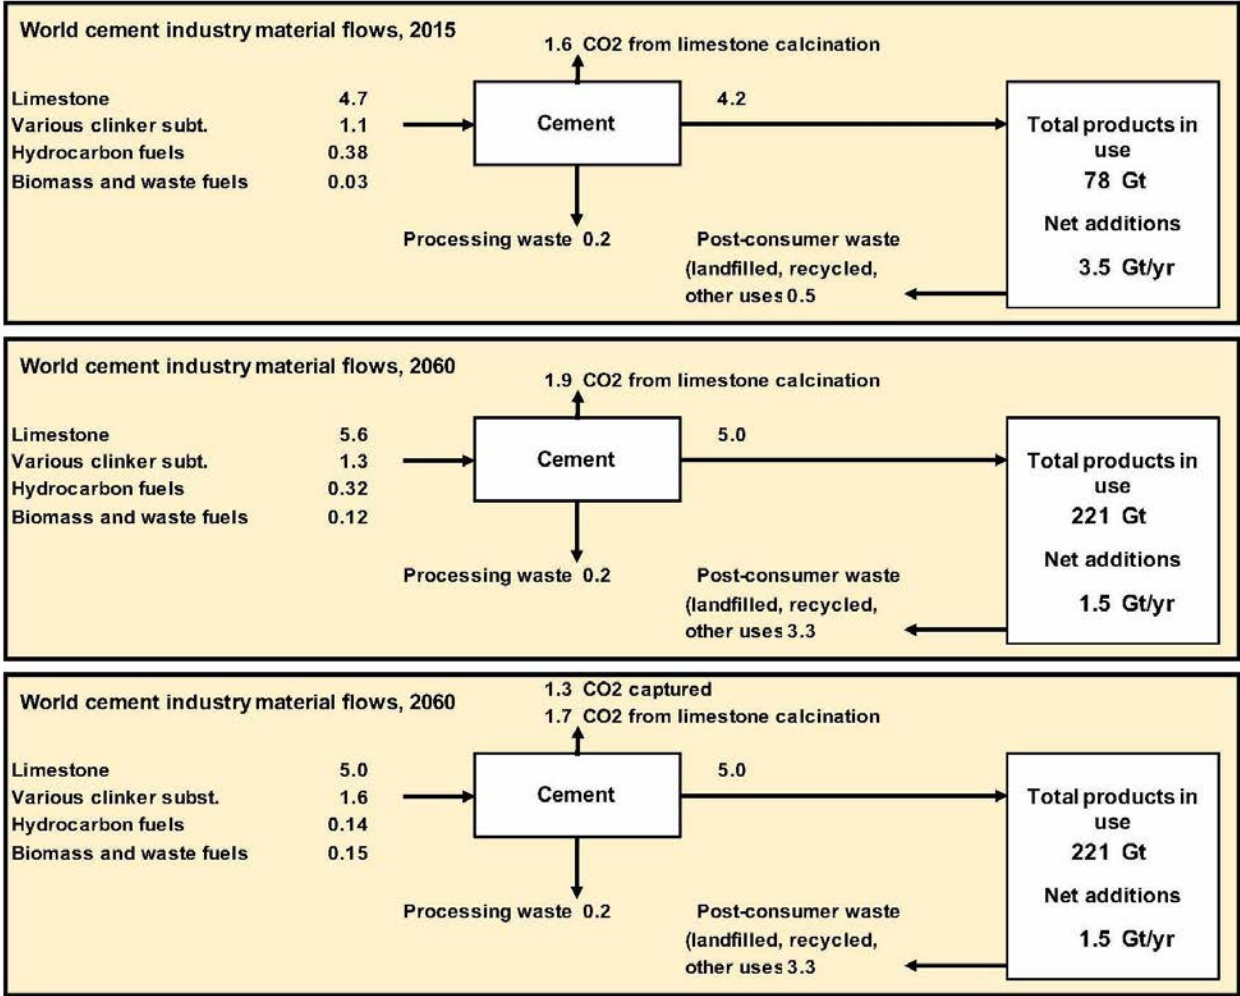 World cement industry material flows, 2015
1.6 CO2 from limestone calcination
Limestone 4.7
Various clinker subt. 1.1
Hydrocarbon fuels 0.38
Biomass and waste fuels 0.03
Cement
4.2
Processing waste 0.2
Post-consumer waste
(landfilled, recycled,
other uses 0.5
Total products in
use
78 Gt
Net additions
3.5 Gt/yr
World cement industry material flows, 2060
1.9 CO2 from limestone calcination
Limestone 5.6
Various clinker subt. 1.3
Hydrocarbon fuels 0.32
Biomass and waste fuels 0.12
Cement
5.0
Processing waste 0.2
Post-consumer waste
(landfilled, recycled,
other uses 3.3
Total products in
use
221 Gt
Net additions
1.5 Gt/yr
World cement industry material flows, 2060
1.3 CO2 captured
1.7 CO2 from limestone calcination
Limestone 5.0
Various clinker subst. 1.6
Hydrocarbon fuels 0.14
Biomass and waste fuels 0.15
Cement
5.0
Processing waste 0.2
Post-consumer waste
(landfilled, recycled,
other uses 3.3
Total products in
use
221 Gt
Net additions
1.5 Gt/yr